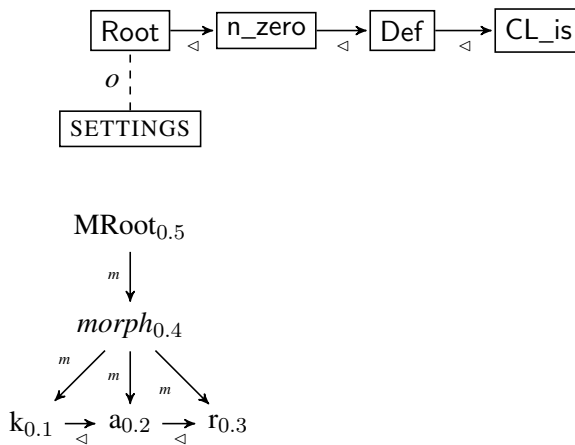 Root n_zero Def CL_is
◁ ◁ ◁
o
SETTINGS
MRoot0.5
m
morph0.4
m m m
k0.1 a0.2 r0.3
◁ ◁